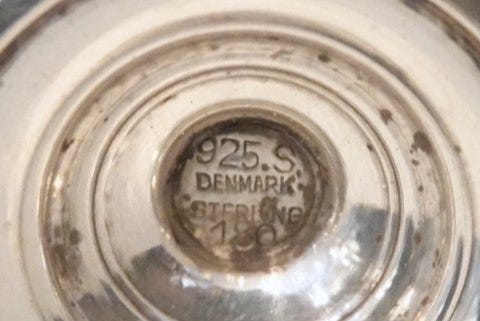 925.S.
DENMARK
STERLING
180